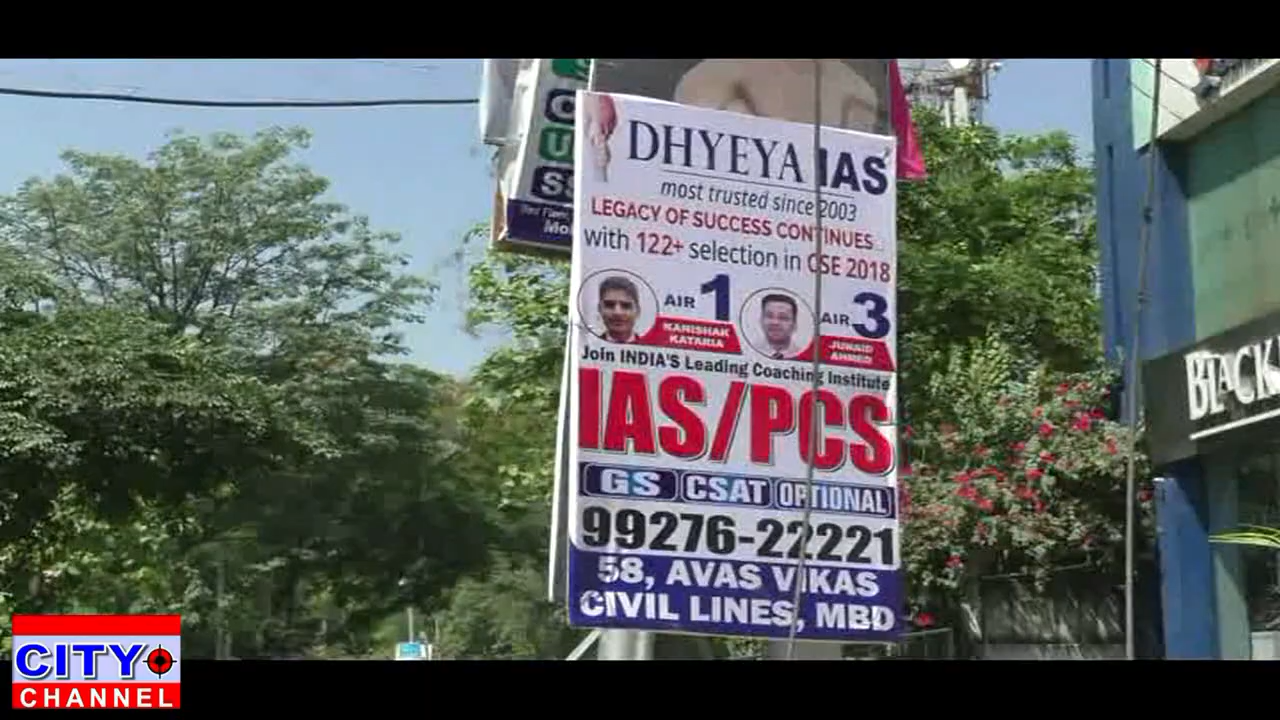 DHYEYA IAS
most trusted since 2003
LEGACY OF SUCCESS CONTINUES..
with 122+ selection in CSE 2018
AIR 1
KANISHAK
KATARIA
AIR 3
JUNAID
AHMED
Join INDIA'S Leading Coaching Institute
IAS/PCS
GS CSAT OPTIONAL
99276-22221
58, AVAS VIKAS
CIVIL LINES, MBD
BLACK
CITY
CHANNEL